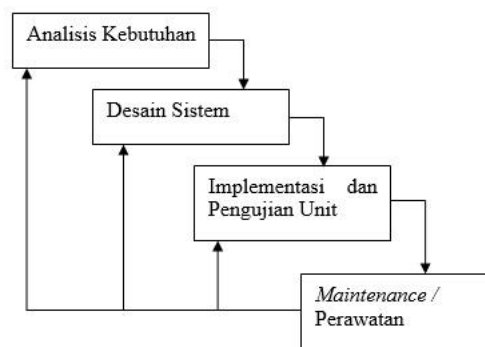 Analisis Kebutuhan
Desain Sistem
Implementasi dan
Pengujian Unit
Maintenance /
Perawatan